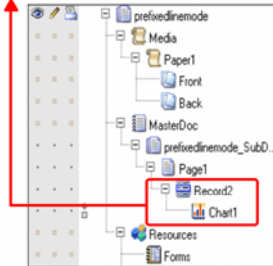 prefixedlinemode
Media
Paper1
Front
Back
MasterDoc
prefixedlinemode_SubD...
Page1
Record2
Chart1
Resources
Forms